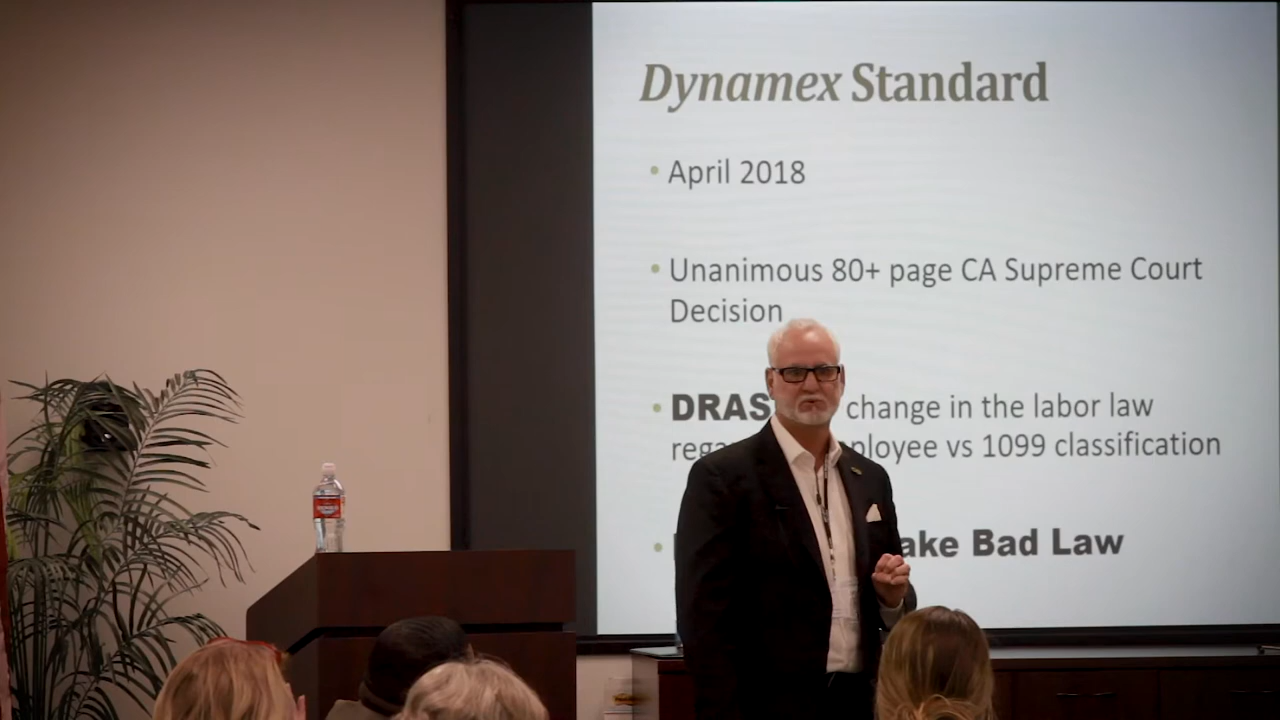 Dynamex Standard
• April 2018
• Unanimous 80+ page CA Supreme Court
Decision
• DRAS change in the labor law
rega ployee vs 1099 classification
• ake Bad Law